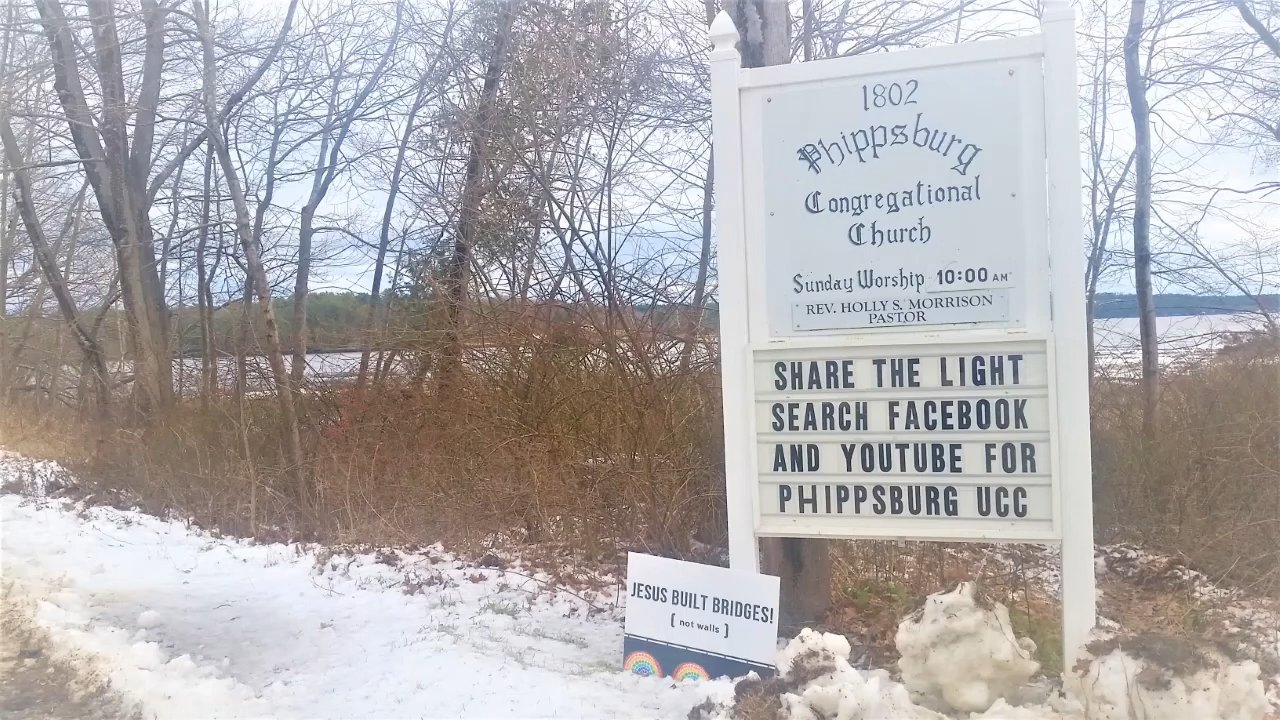 1802
Phippsburg
Congregational
Church
Sunday Worship 10:00 AM
REV. HOLLY S. MORRISON
PASTOR
SHARE THE LIGHT
SEARCH FACEBOOK
AND YOUTUBE FOR
PHIPPSBURG UCC
JESUS BUILT BRIDGES!
[ not walls ]